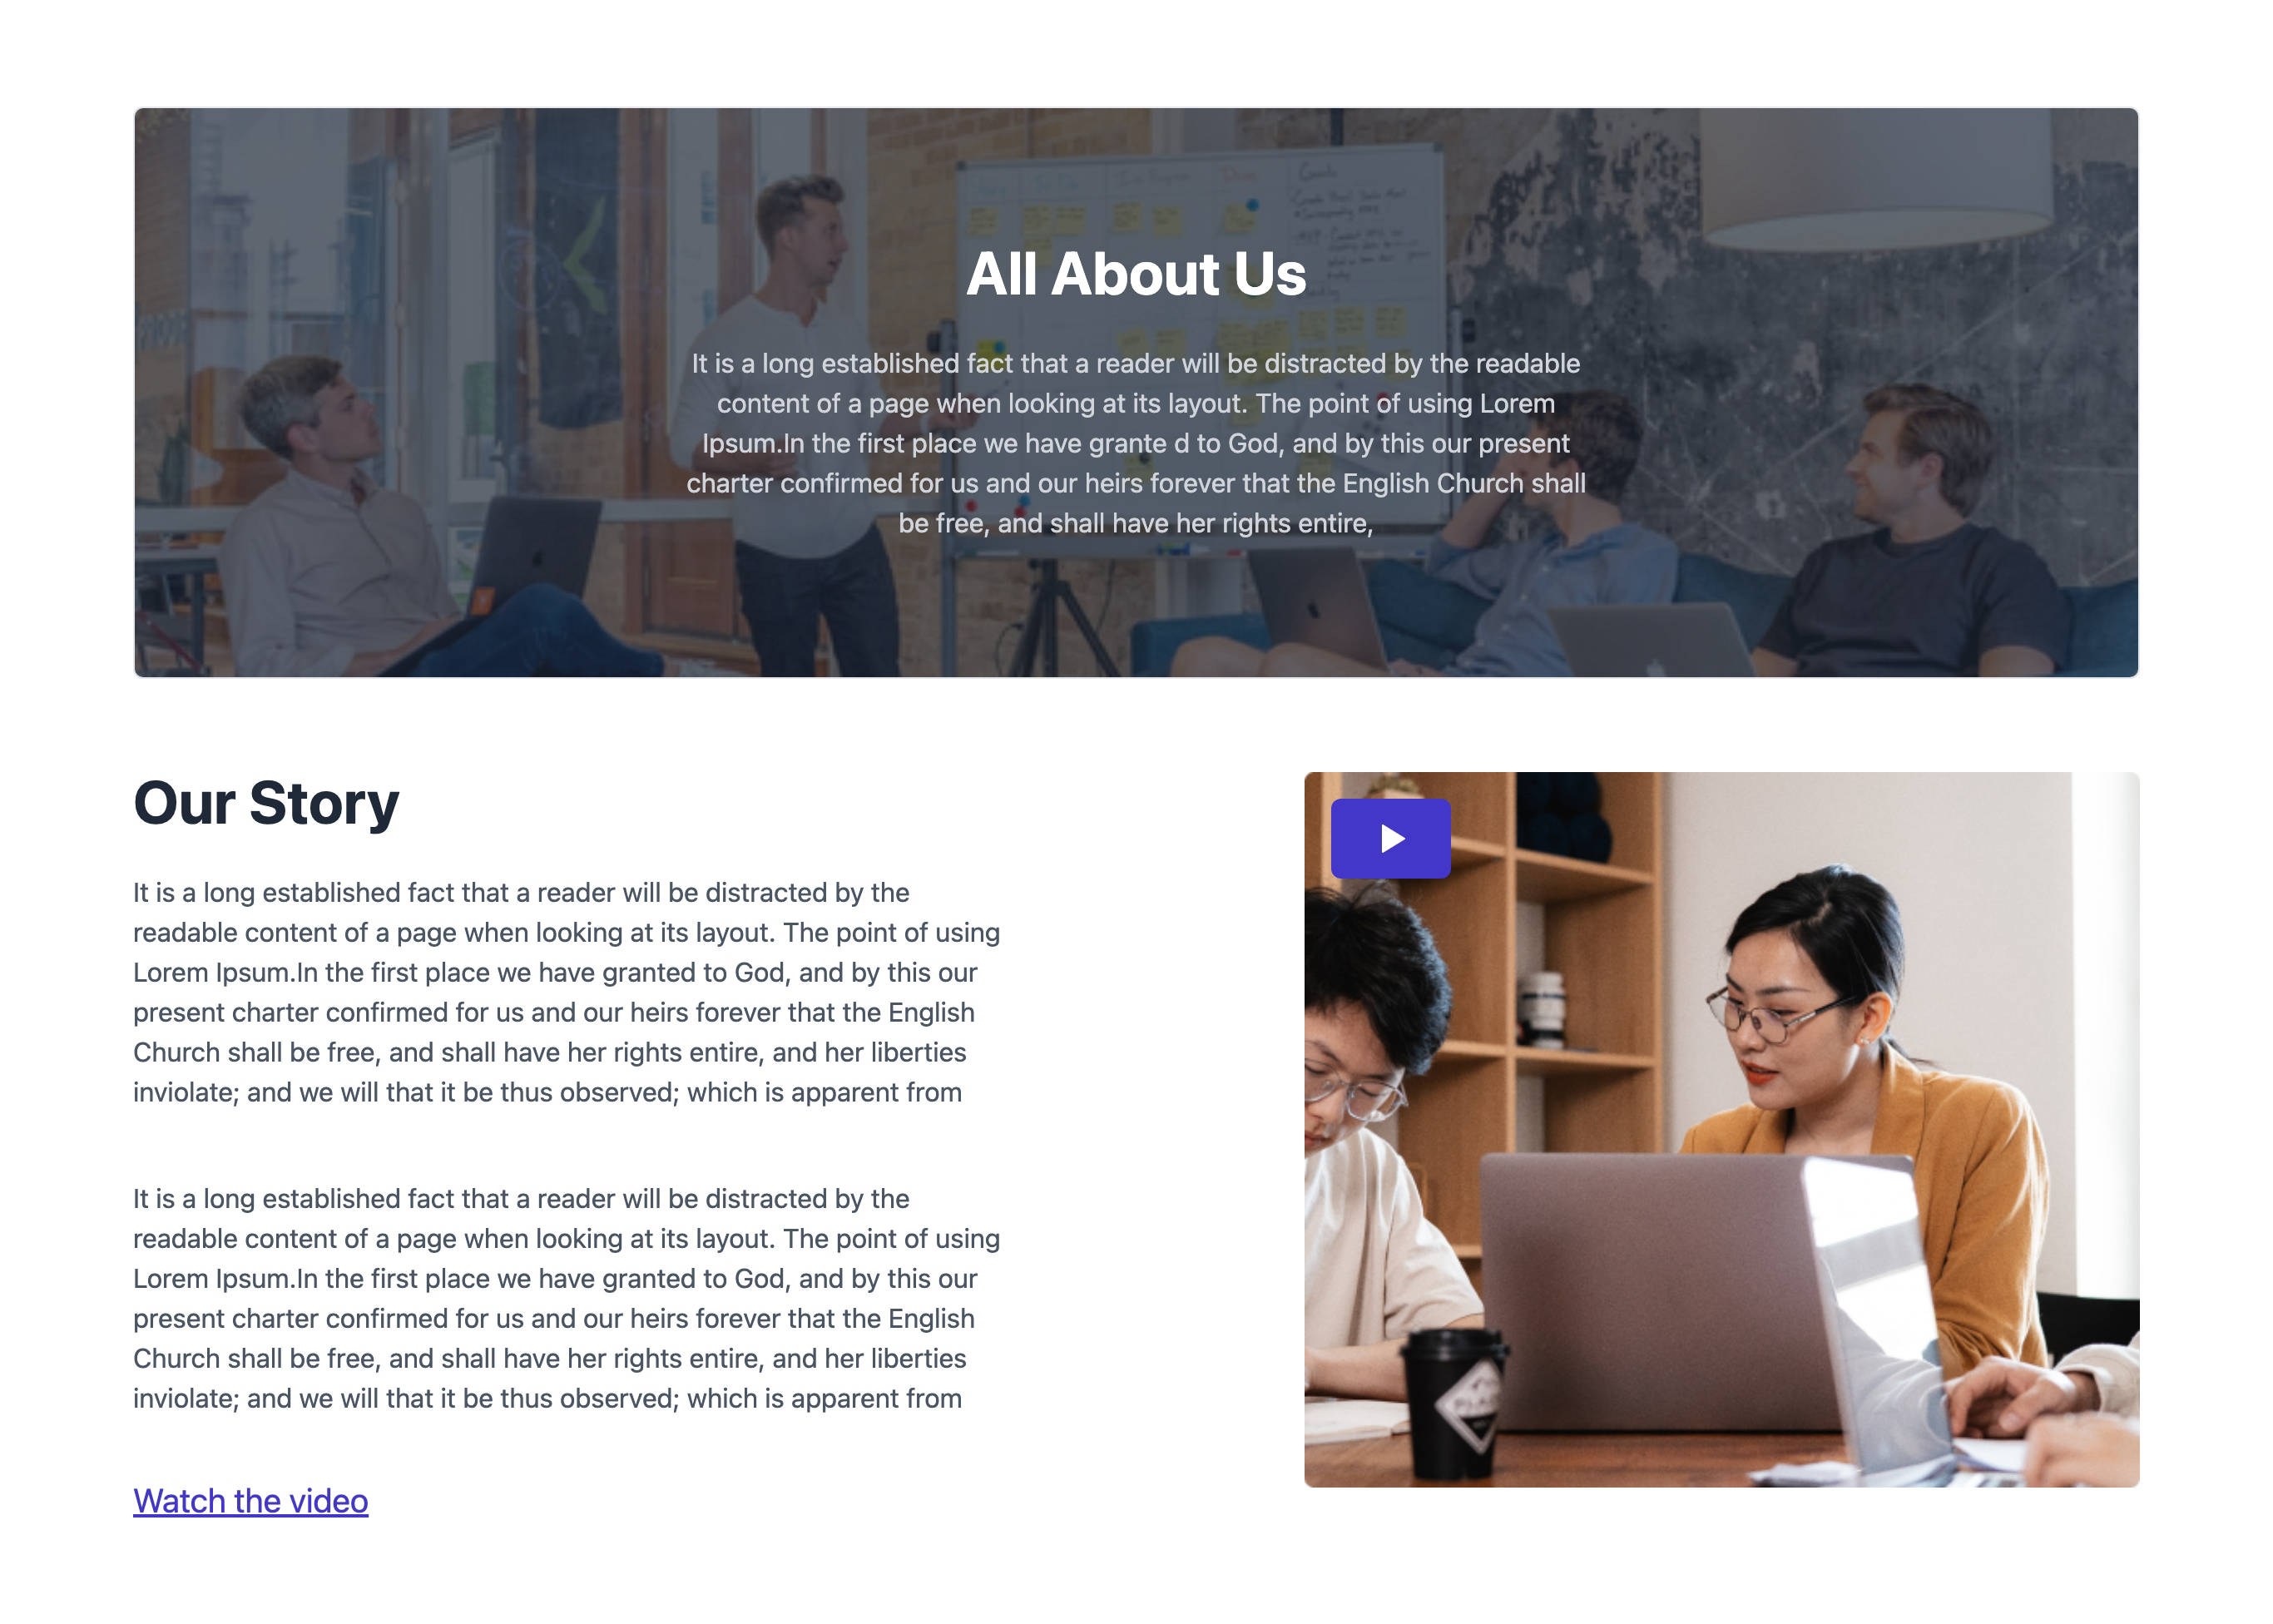 All About Us
It is a long established fact that a reader will be distracted by the readable
content of a page when looking at its layout. The point of using Lorem
Ipsum.In the first place we have grante d to God, and by this our present
charter confirmed for us and our heirs forever that the English Church shall
be free, and shall have her rights entire,
Our Story
It is a long established fact that a reader will be distracted by the
readable content of a page when looking at its layout. The point of using
Lorem Ipsum.In the first place we have granted to God, and by this our
present charter confirmed for us and our heirs forever that the English
Church shall be free, and shall have her rights entire, and her liberties
inviolate; and we will that it be thus observed; which is apparent from
It is a long established fact that a reader will be distracted by the
readable content of a page when looking at its layout. The point of using
Lorem Ipsum.In the first place we have granted to God, and by this our
present charter confirmed for us and our heirs forever that the English
Church shall be free, and shall have her rights entire, and her liberties
inviolate; and we will that it be thus observed; which is apparent from
Watch the video